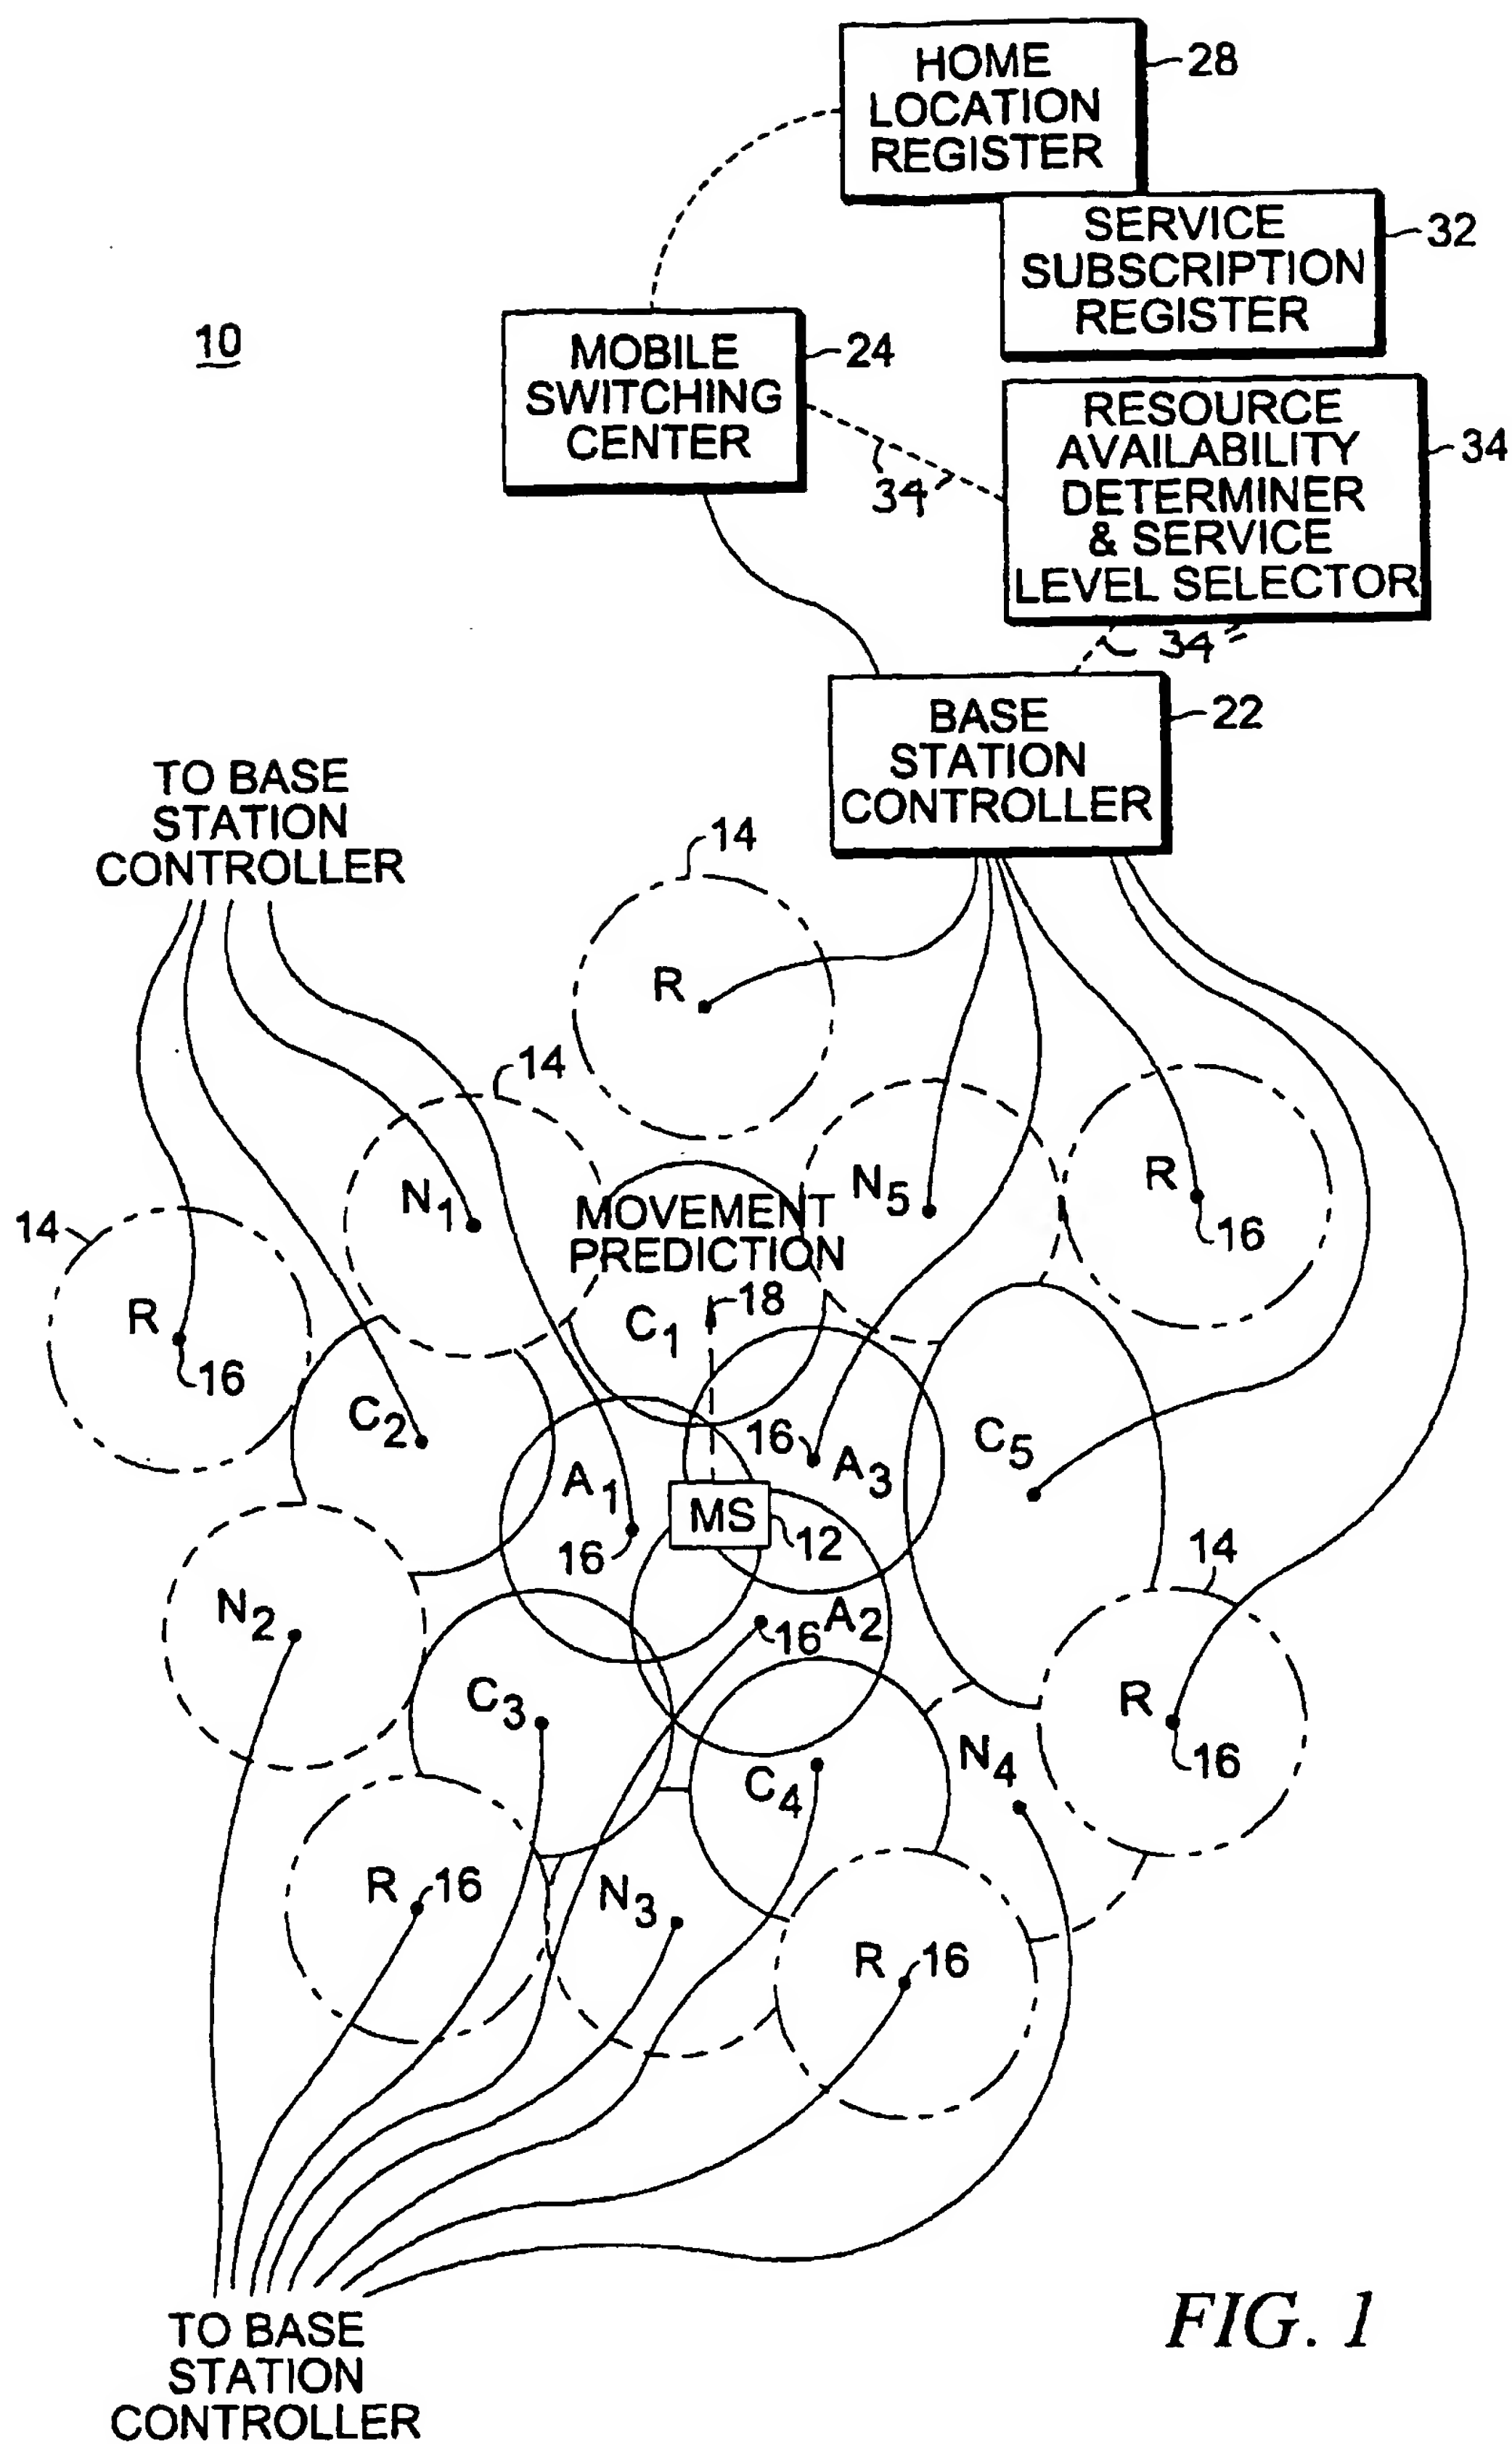 HOME
LOCATION
REGISTER
28
SERVICE
SUBSCRIPTION
REGISTER
32
10
MOBILE
SWITCHING
CENTER
24
RESOURCE
AVAILABILITY
DETERMINER
& SERVICE
LEVEL SELECTOR
34
34'
34"
BASE
STATION
CONTROLLER
22
TO BASE
STATION
CONTROLLER
14
R
14
N1
MOVEMENT
PREDICTION
N5
R
16
14
R
16
C1
18
C2
A1
16
16
A3
C5
MS
12
14
N2
16
A2
C3
R
16
C4
N4
R
16
N3
R
16
TO BASE
STATION
CONTROLLER
FIG. 1